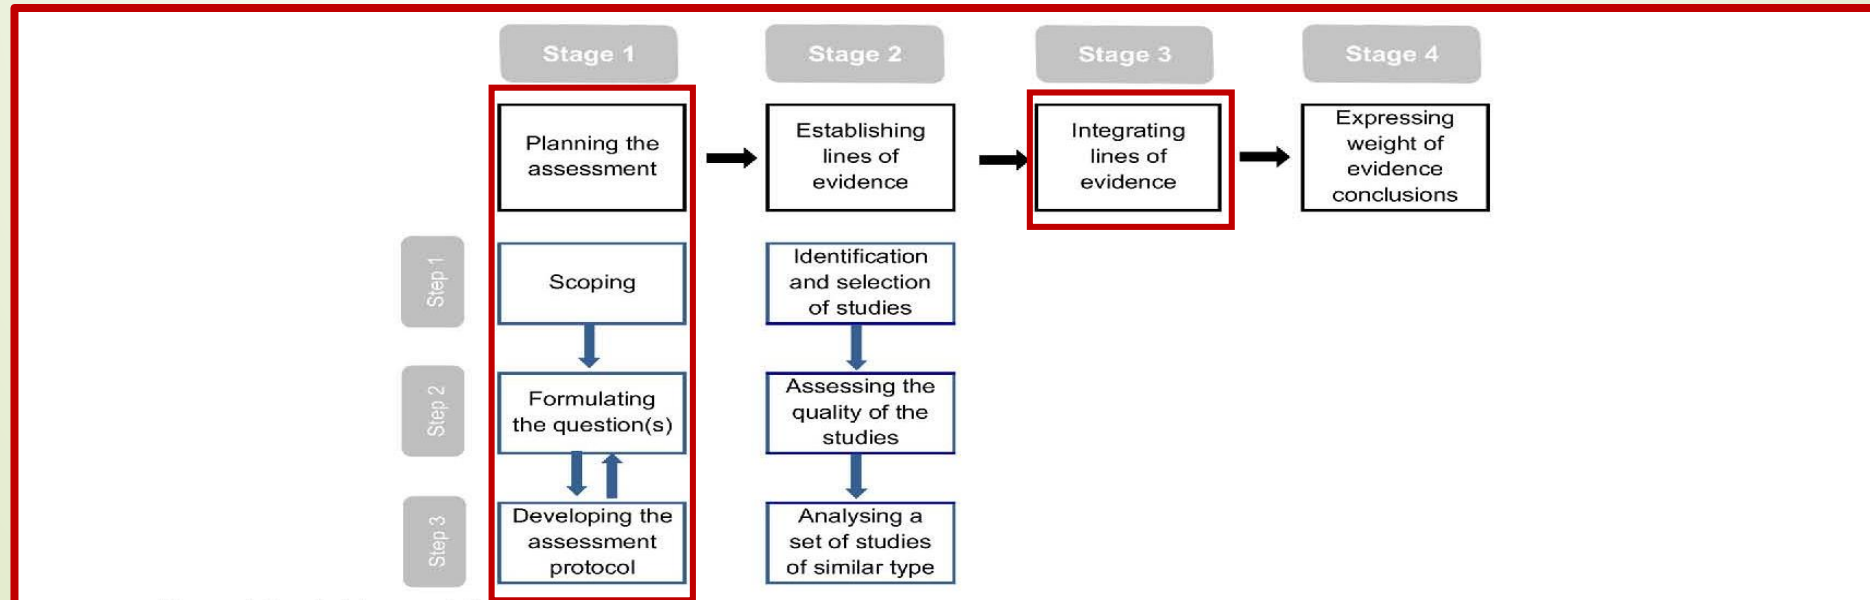 Stage 1
Stage 2
Stage 3
Stage 4
Planning the
assessment
Establishing
lines of
evidence
Integrating
lines of
evidence
Expressing
weight of
evidence
conclusions
Step 1
Scoping
Identification
and selection
of studies
Step 2
Formulating
the question(s)
Assessing the
quality of the
studies
Step 3
Developing the
assessment
protocol
Analysing a
set of studies
of similar type